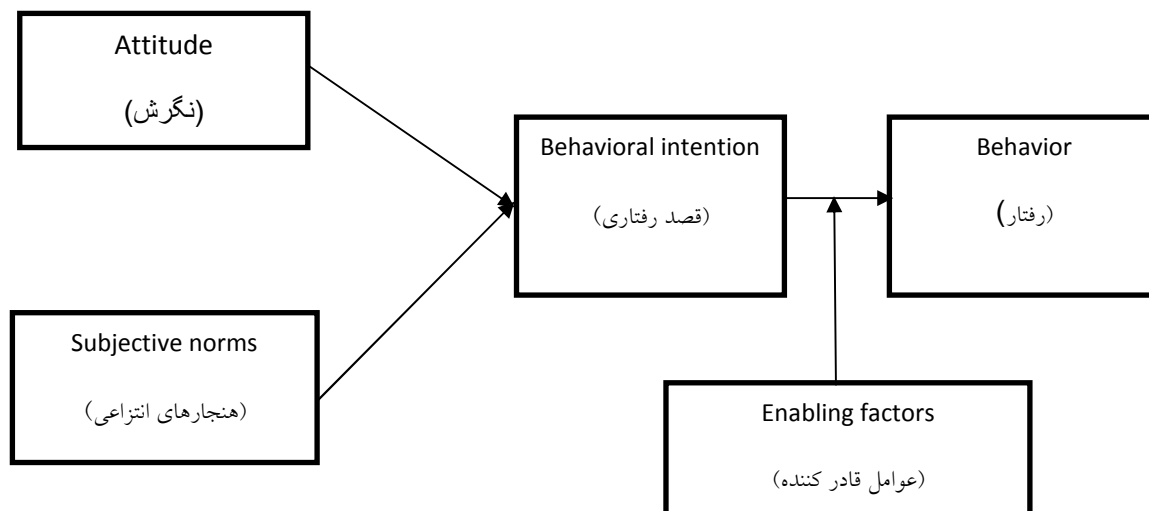 Attitude
(نگرش)
Behavioral intention
(قصد رفتاری)
Behavior
(رفتار)
Subjective norms
(هنجارهای انتزاعی)
Enabling factors
(عوامل قادر کننده)